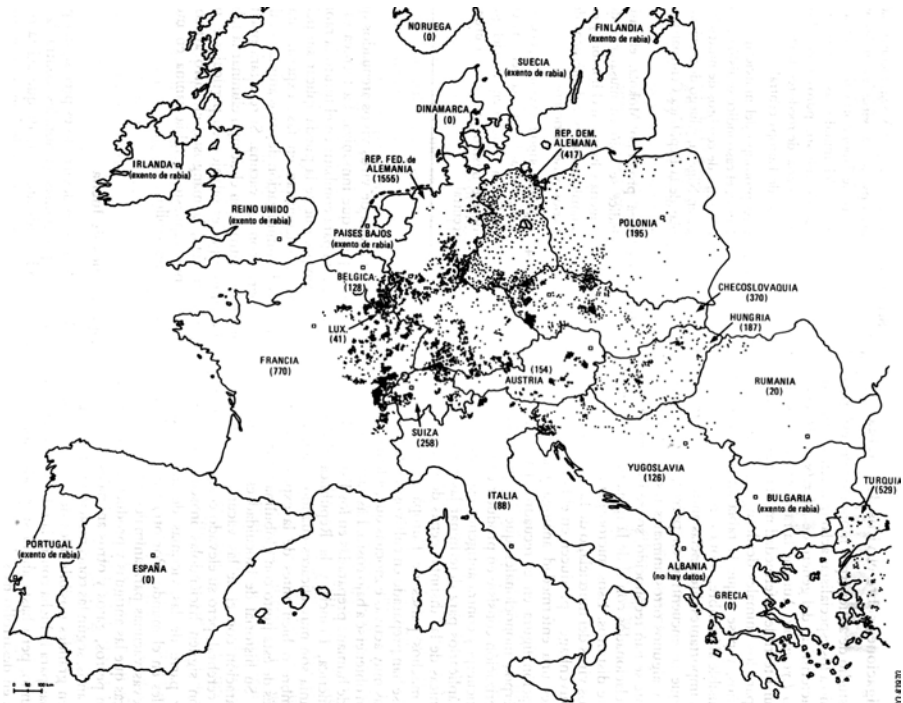 NORUEGA
(0)
FINLANDIA
(exento de rabia)
SUECIA
(exento de rabia)
DINAMARCA
(0)
REP. DEM.
ALEMANA
(417)
IRLANDA
(exento de rabia)
REP. FED. de
ALEMANIA
(1555)
REINO UNIDO
(exento de rabia)
POLONIA
(195)
PAISES BAJOS
(exento de rabia)
BELGICA
(128)
CHECOSLOVAQUIA
(370)
HUNGRIA
(187)
LUX.
(41)
FRANCIA
(770)
(154)
AUSTRIA
RUMANIA
(20)
SUIZA
(258)
YUGOSLAVIA
(126)
TURQUIA
(529)
ITALIA
(88)
BULGARIA
(exento de rabia)
PORTUGAL
(exento de rabia)
ESPAÑA
(0)
ALBANIA
(no hay datos)
GRECIA
(0)